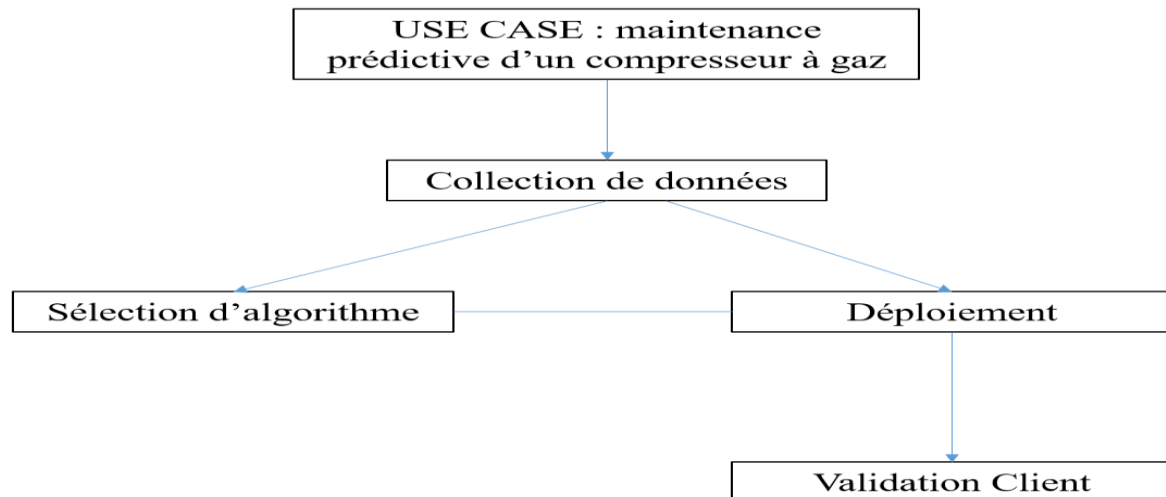 USE CASE : maintenance
prédictive d’un compresseur à gaz
Collection de données
Sélection d’algorithme
Déploiement
Validation Client